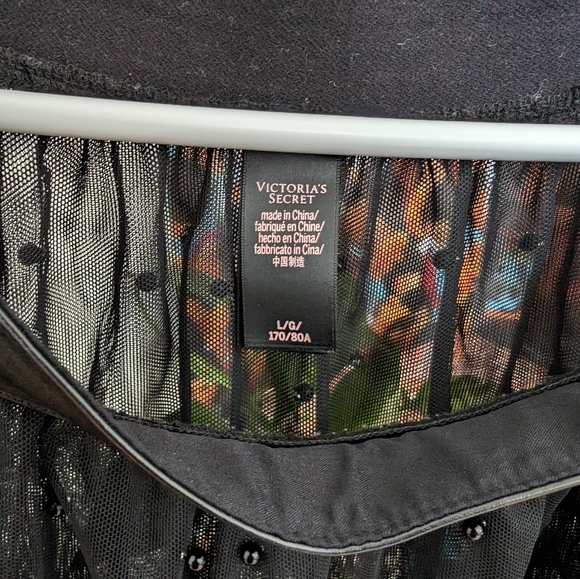 VICTORIA'S
SECRET
made in China/
fabriqué en Chine/
hecho en China/
fabbricato in Cina/
中国制造
L/G/
170/80A